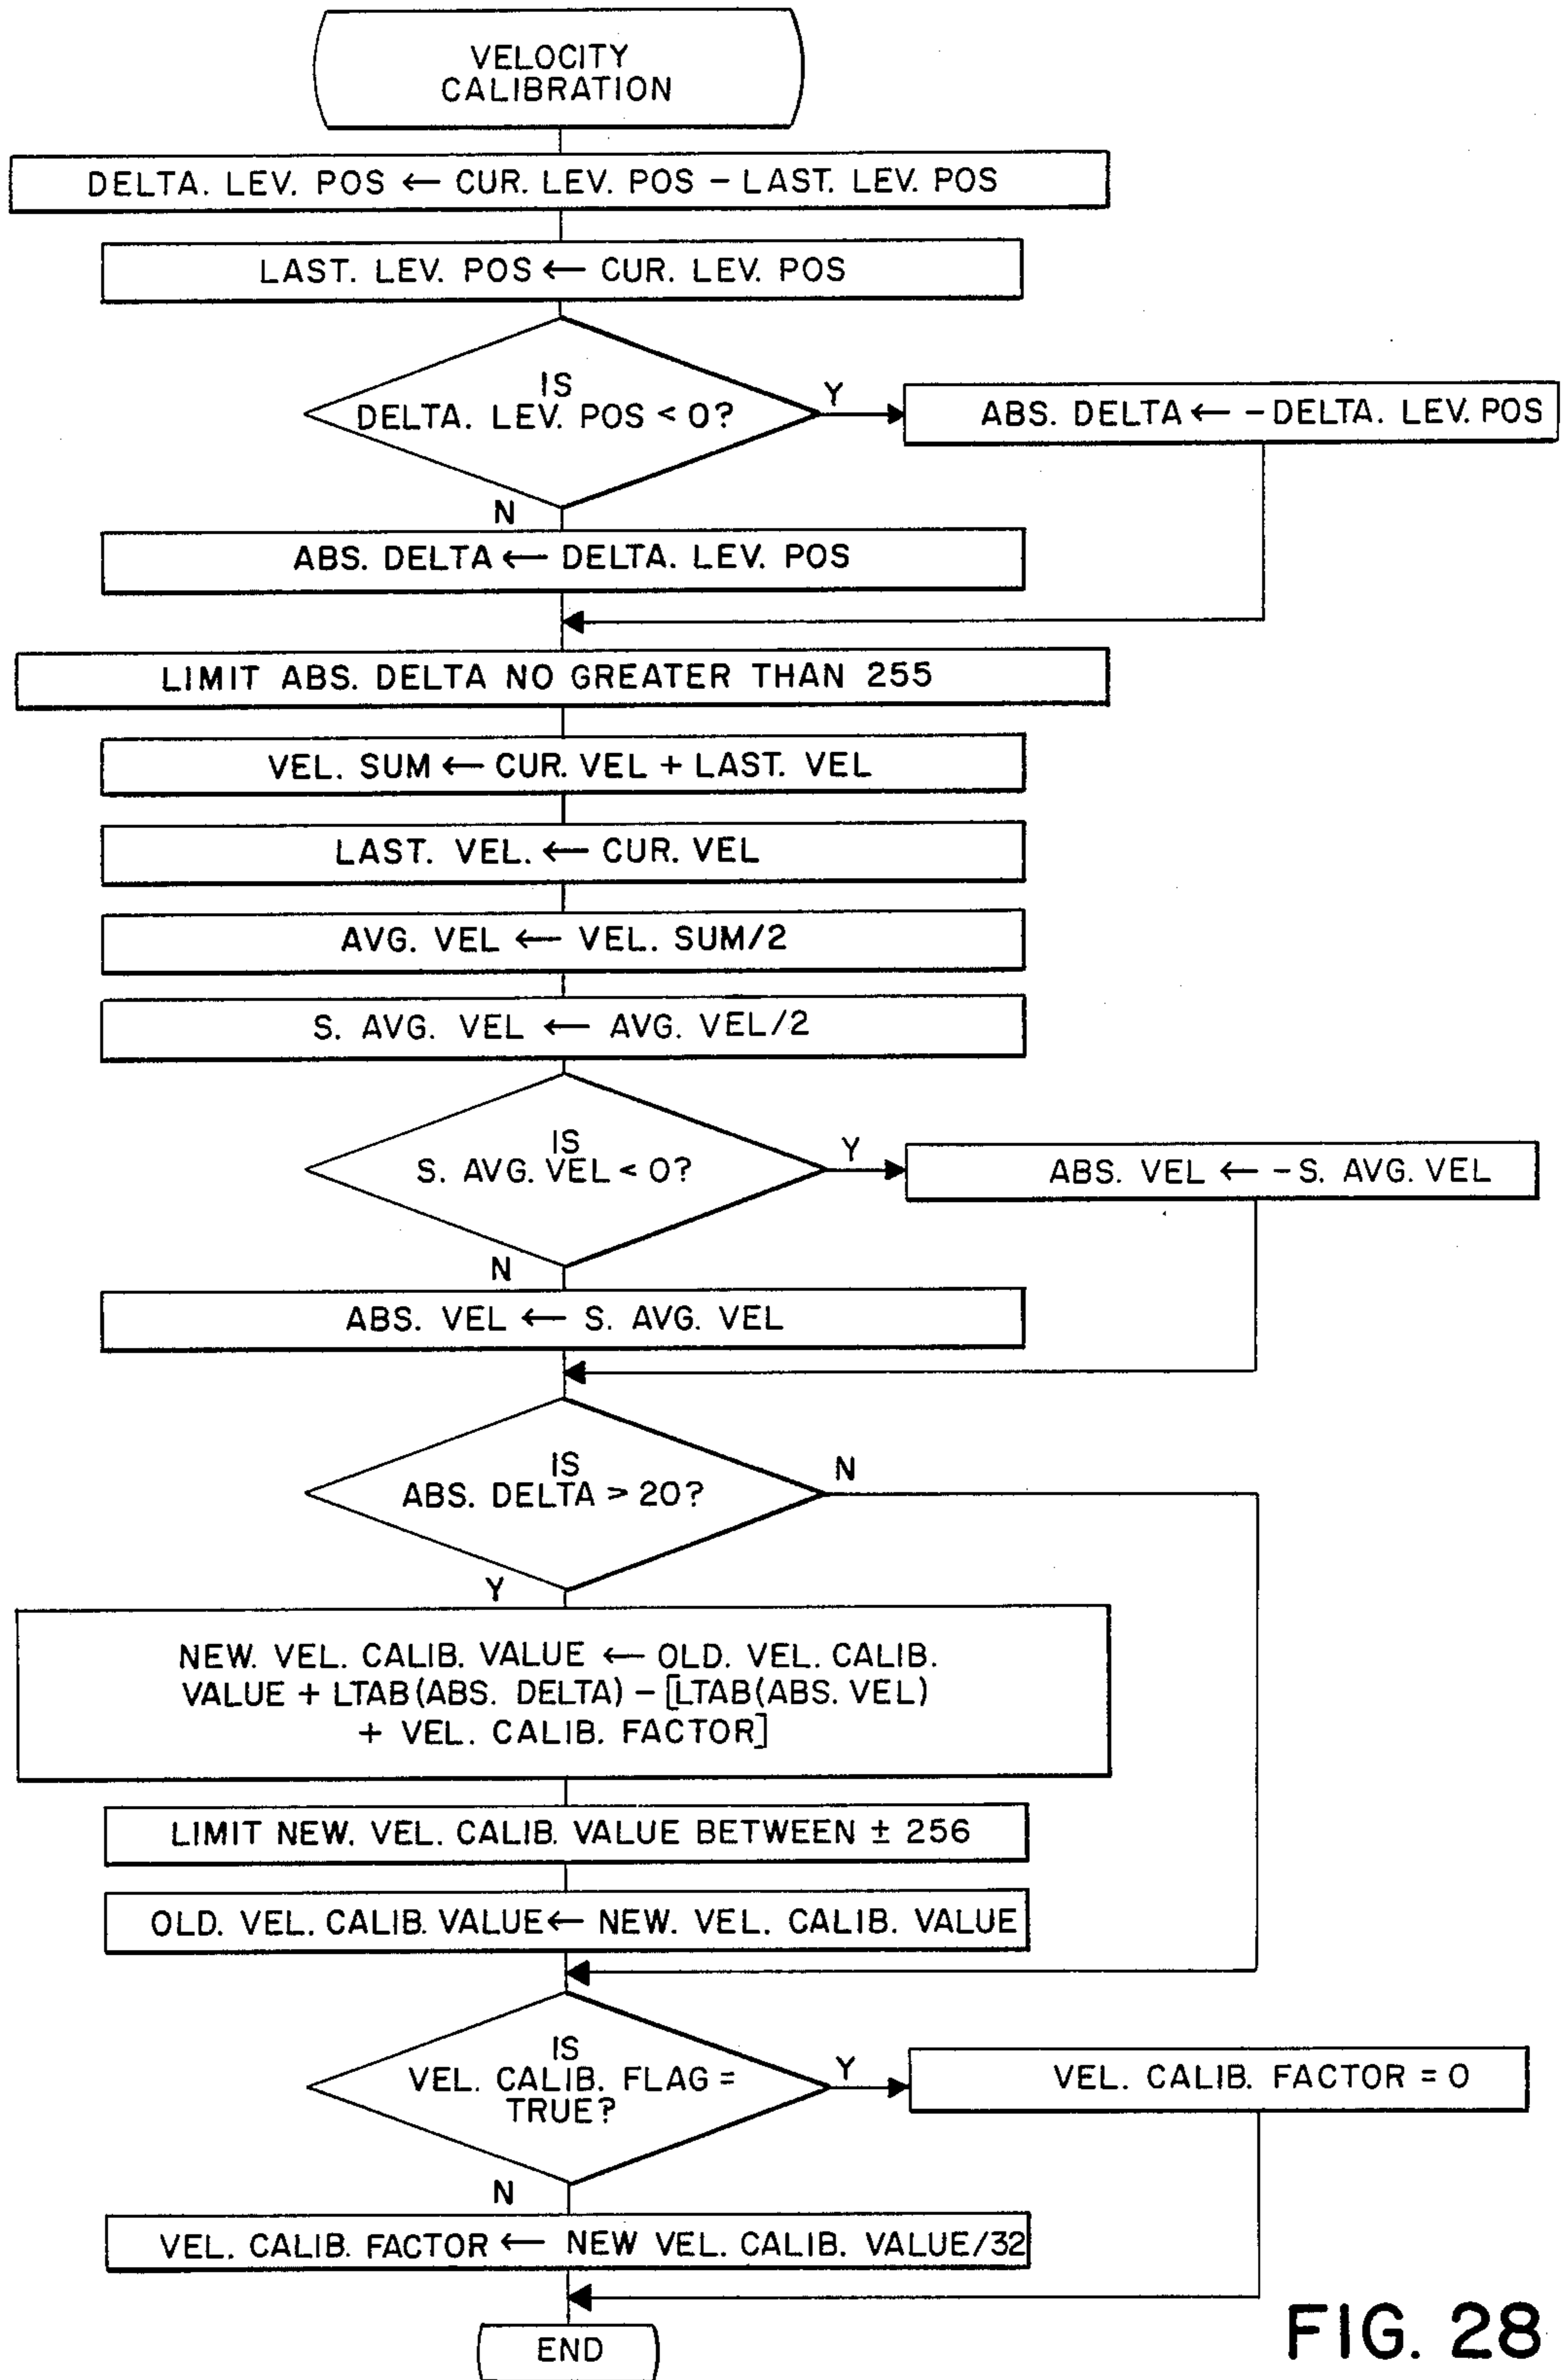 VELOCITY
CALIBRATION
DELTA. LEV. POS ← CUR. LEV. POS - LAST. LEV. POS
LAST. LEV. POS ← CUR. LEV. POS
IS
DELTA. LEV. POS < 0?
Y
ABS. DELTA ← - DELTA. LEV. POS
N
ABS. DELTA ← DELTA. LEV. POS
LIMIT ABS. DELTA NO GREATER THAN 255
VEL. SUM ← CUR. VEL + LAST. VEL
LAST. VEL. ← CUR. VEL
AVG. VEL ← VEL. SUM/2
S. AVG. VEL ← AVG. VEL/2
IS
S. AVG. VEL < 0?
Y
ABS. VEL ← - S. AVG. VEL
N
ABS. VEL ← S. AVG. VEL
IS
ABS. DELTA > 20?
N
Y
NEW. VEL. CALIB. VALUE ← OLD. VEL. CALIB.
VALUE + LTAB(ABS. DELTA) - [LTAB(ABS. VEL)
+ VEL. CALIB. FACTOR]
LIMIT NEW. VEL. CALIB. VALUE BETWEEN ± 256
OLD. VEL. CALIB. VALUE ← NEW. VEL. CALIB. VALUE
IS
VEL. CALIB. FLAG =
TRUE?
Y
VEL. CALIB. FACTOR = 0
N
VEL. CALIB. FACTOR ← NEW VEL. CALIB. VALUE/32
END
FIG. 28